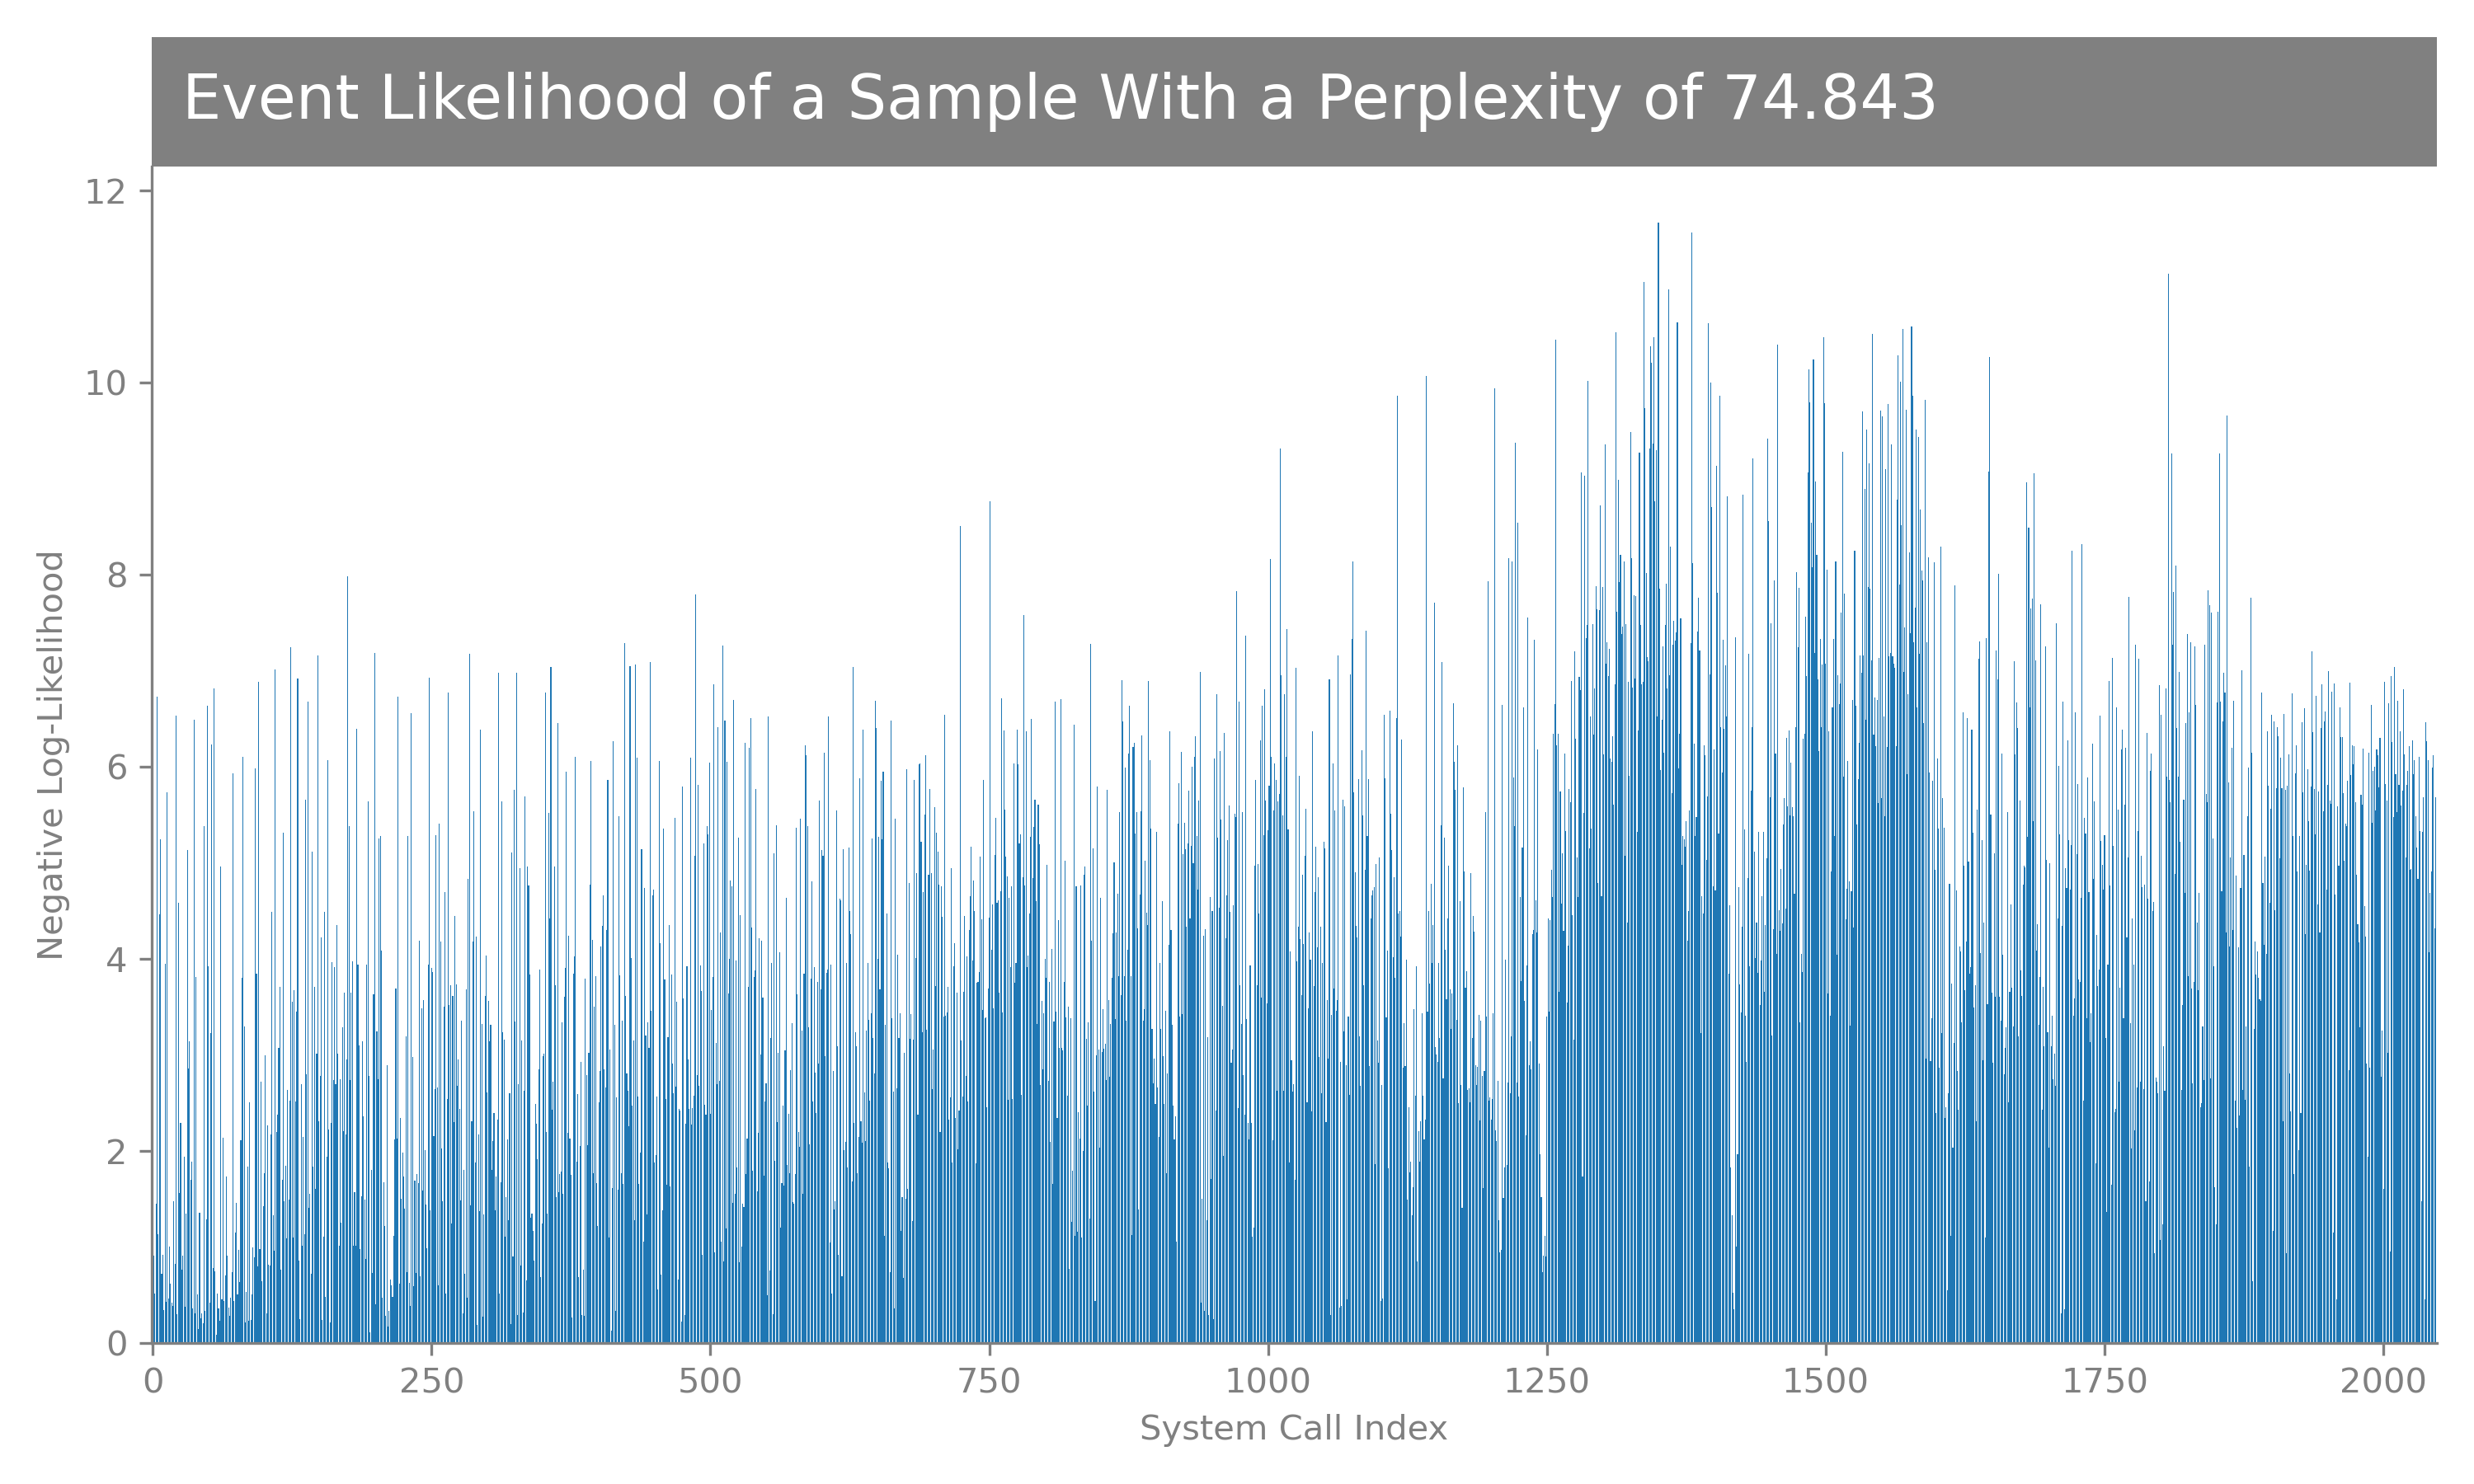 Event Likelihood of a Sample With a Perplexity of 74.843
12
10
8
6
4
2
0
Negative Log-Likelihood
0 250 500 750 1000 1250 1500 1750 2000
System Call Index